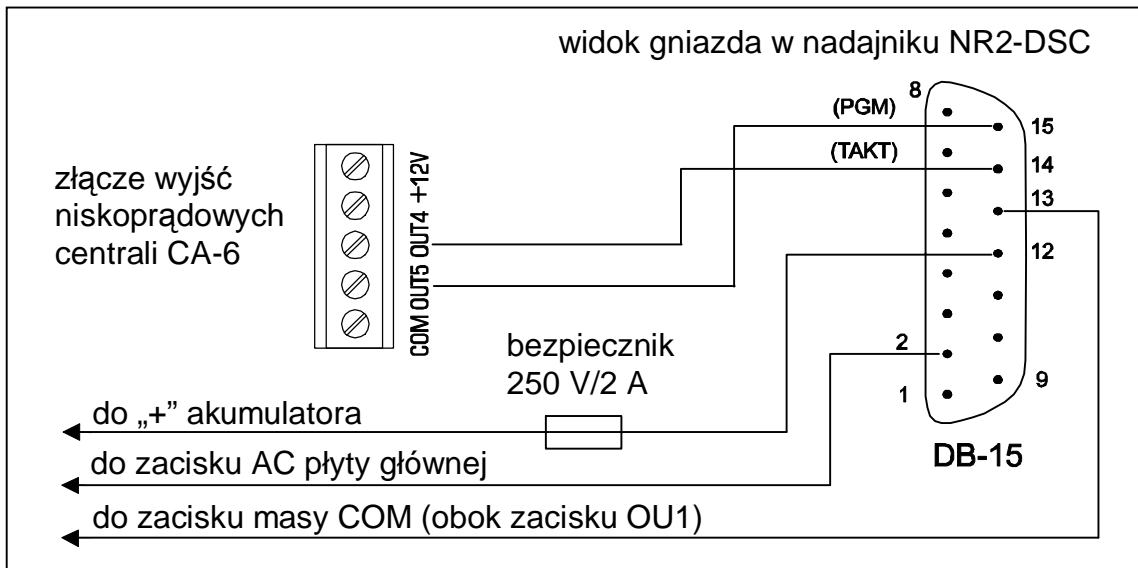 widok gniazda w nadajniku NR2-DSC
8
(PGM)
15
(TAKT)
14
13
12
złącze wyjść
niskoprądowych
centrali CA-6
COM OUT5 OUT4 +12V
bezpiecznik
250 V/2 A
2
1
9
DB-15
do „+” akumulatora
do zacisku AC płyty głównej
do zacisku masy COM (obok zacisku OU1)